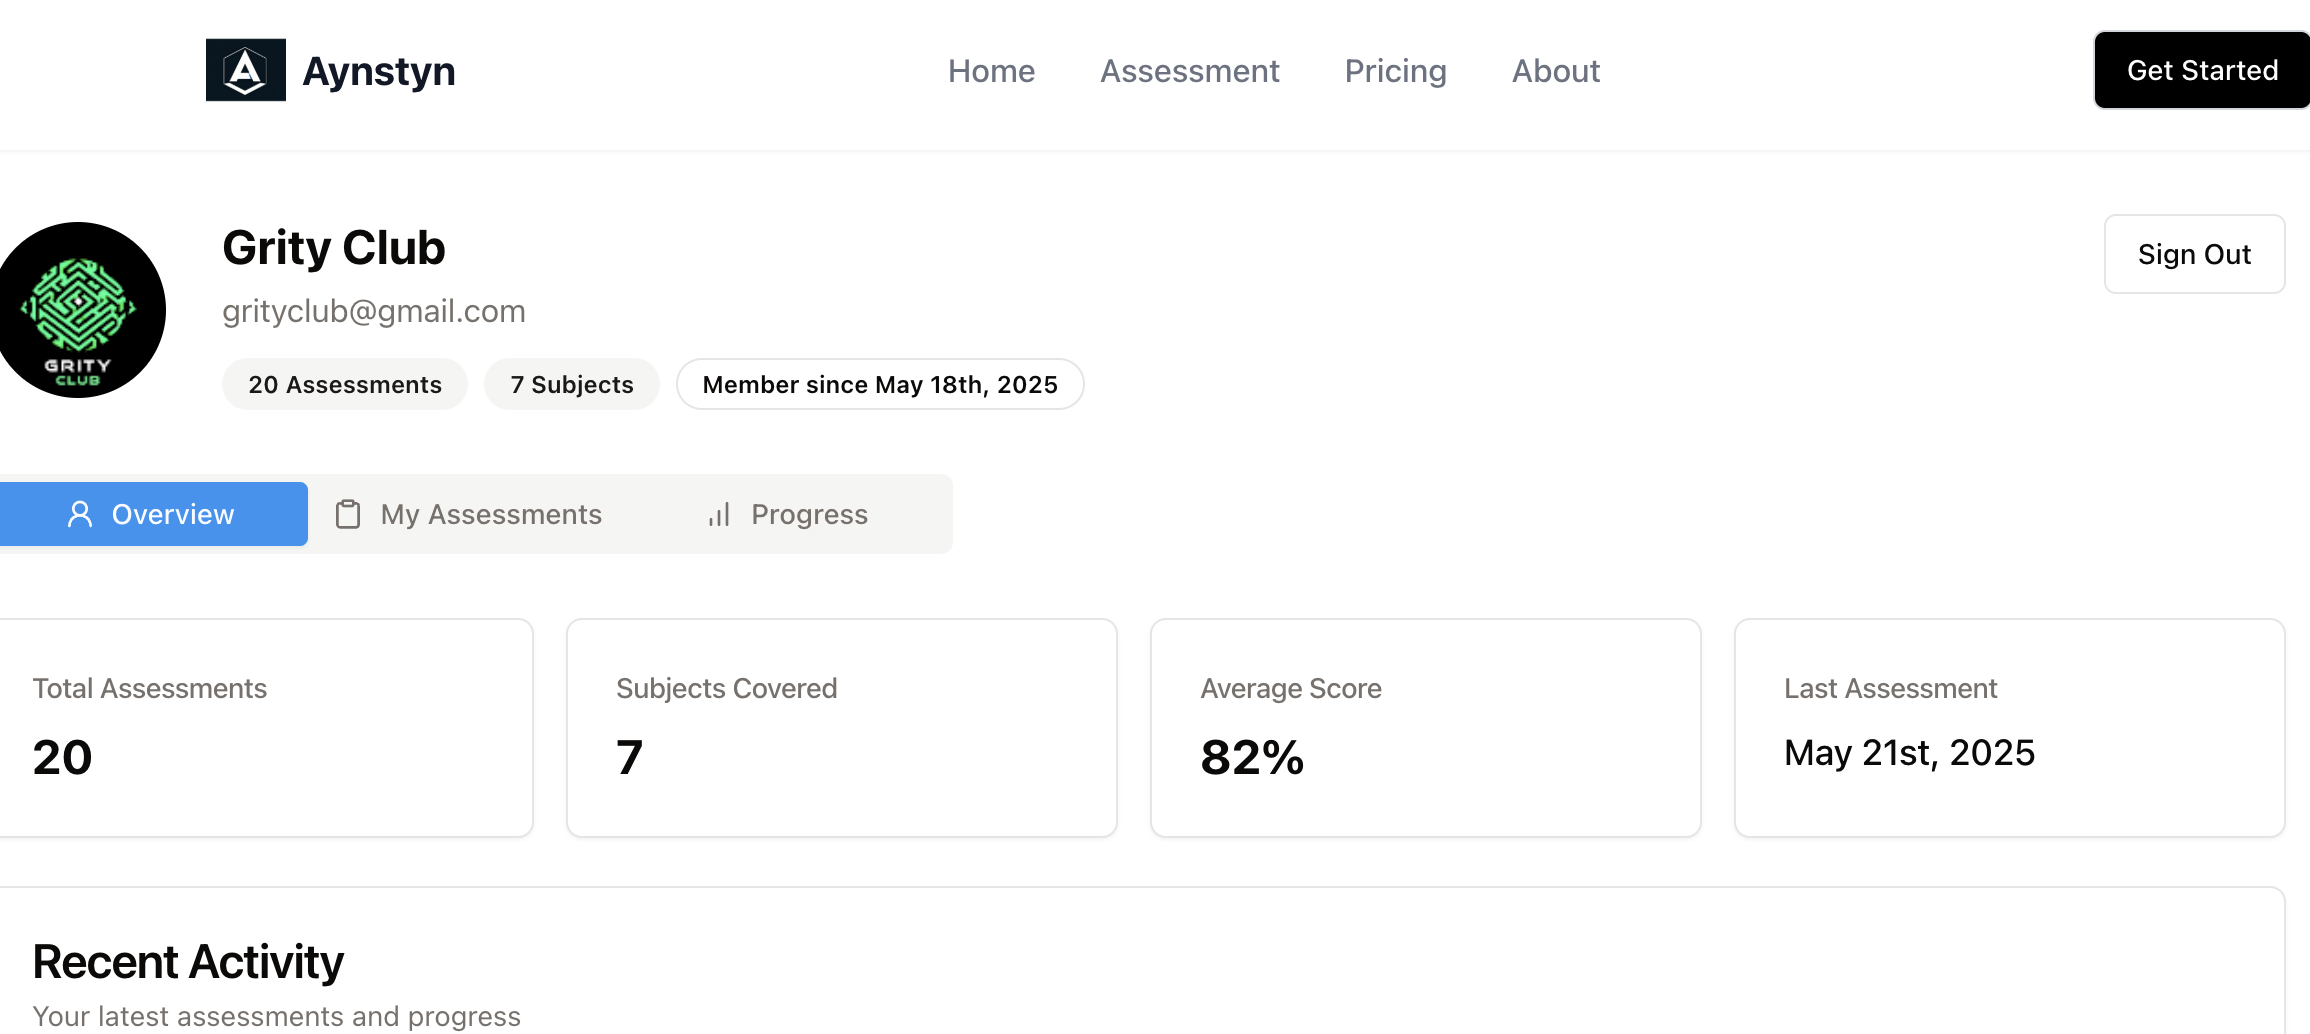 Aynstyn
Home Assessment Pricing About
Get Started
Grity Club
grityclub@gmail.com
Sign Out
GRITY
CLUB
20 Assessments 7 Subjects Member since May 18th, 2025
Overview My Assessments Progress
Total Assessments
20
Subjects Covered
7
Average Score
82%
Last Assessment
May 21st, 2025
Recent Activity
Your latest assessments and progress